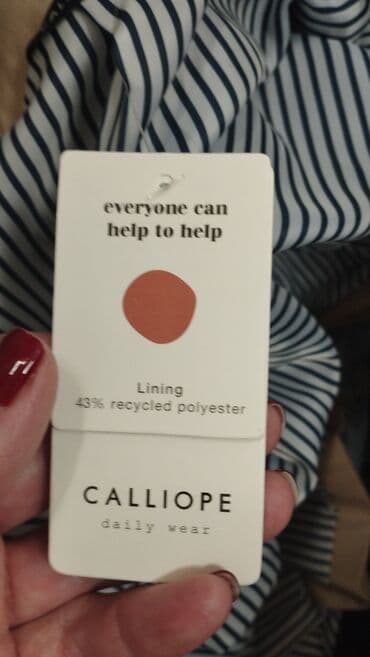 everyone can
help to help
Lining
43% recycled polyester
CALLIOPE
daily wear